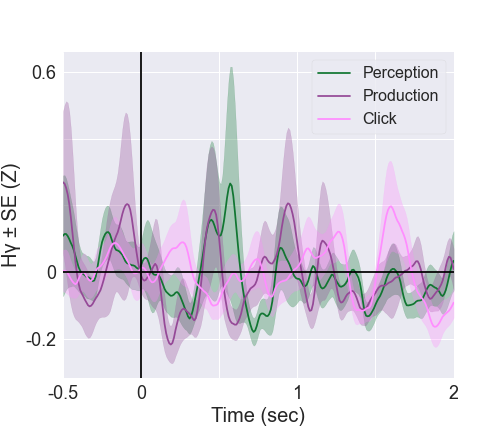 Hγ ± SE (Z)
0.6
0
-0.2
Perception
Production
Click
-0.5
0
1
2
Time (sec)